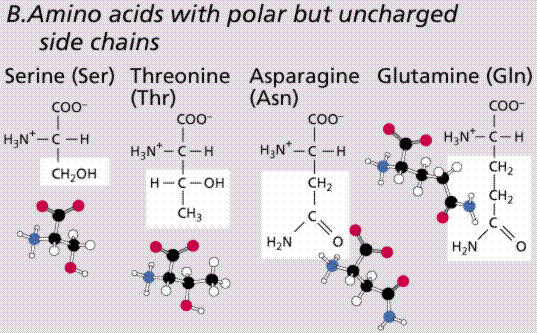 B.Amino acids with polar but uncharged
side chains
Serine (Ser)
COO⁻
H₃N⁺–C–H
CH₂OH
Threonine
(Thr)
COO⁻
H₃N⁺–C–H
H–C–OH
CH₃
Asparagine
(Asn)
COO⁻
H₃N⁺–C–H
CH₂
C
H₂N O
Glutamine (Gln)
COO⁻
H₃N⁺–C–H
CH₂
CH₂
C
H₂N O